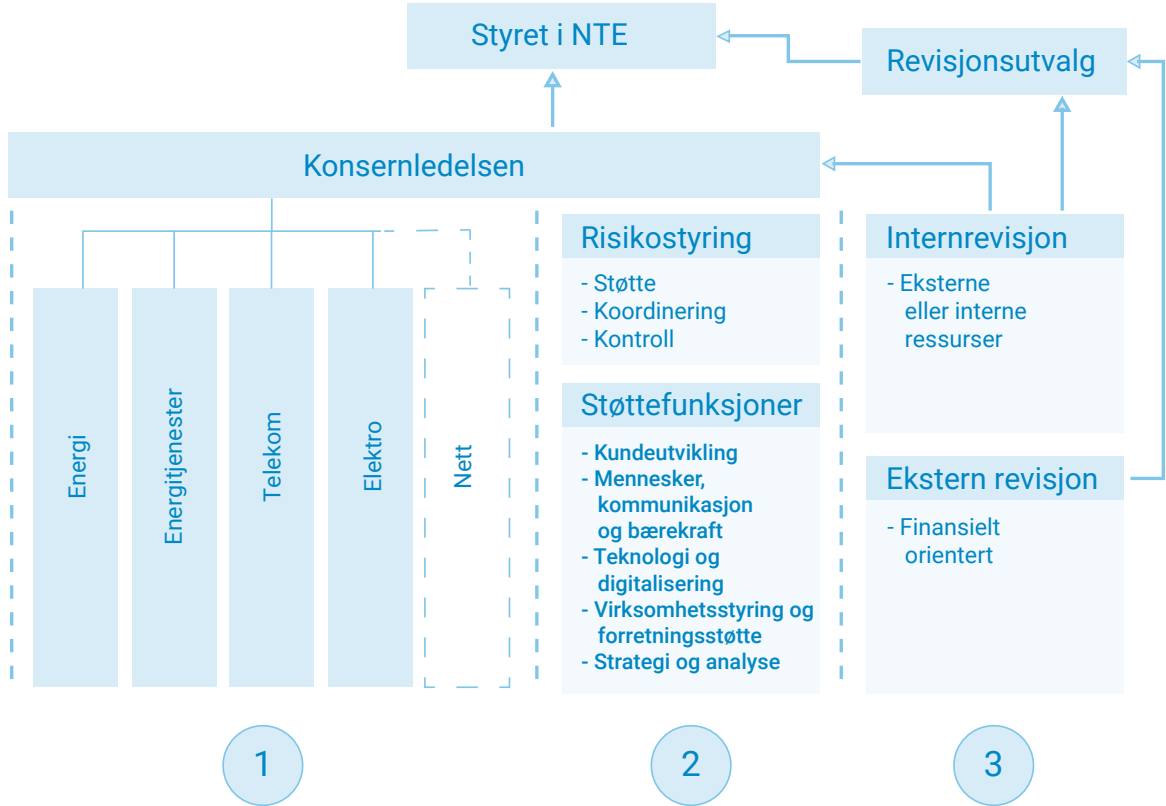 Styret i NTE
Revisjonsutvalg
Konsernledelsen
Energi
Energitjenester
Telekom
Elektro
Nett
Risikostyring
- Støtte
- Koordinering
- Kontroll
Støttefunksjoner
- Kundeutvikling
- Mennesker,
kommunikasjon
og bærekraft
- Teknologi og
digitalisering
- Virksomhetsstyring og
forretningsstøtte
- Strategi og analyse
Internrevisjon
- Eksterne
eller interne
ressurser
Ekstern revisjon
- Finansielt
orientert
1
2
3